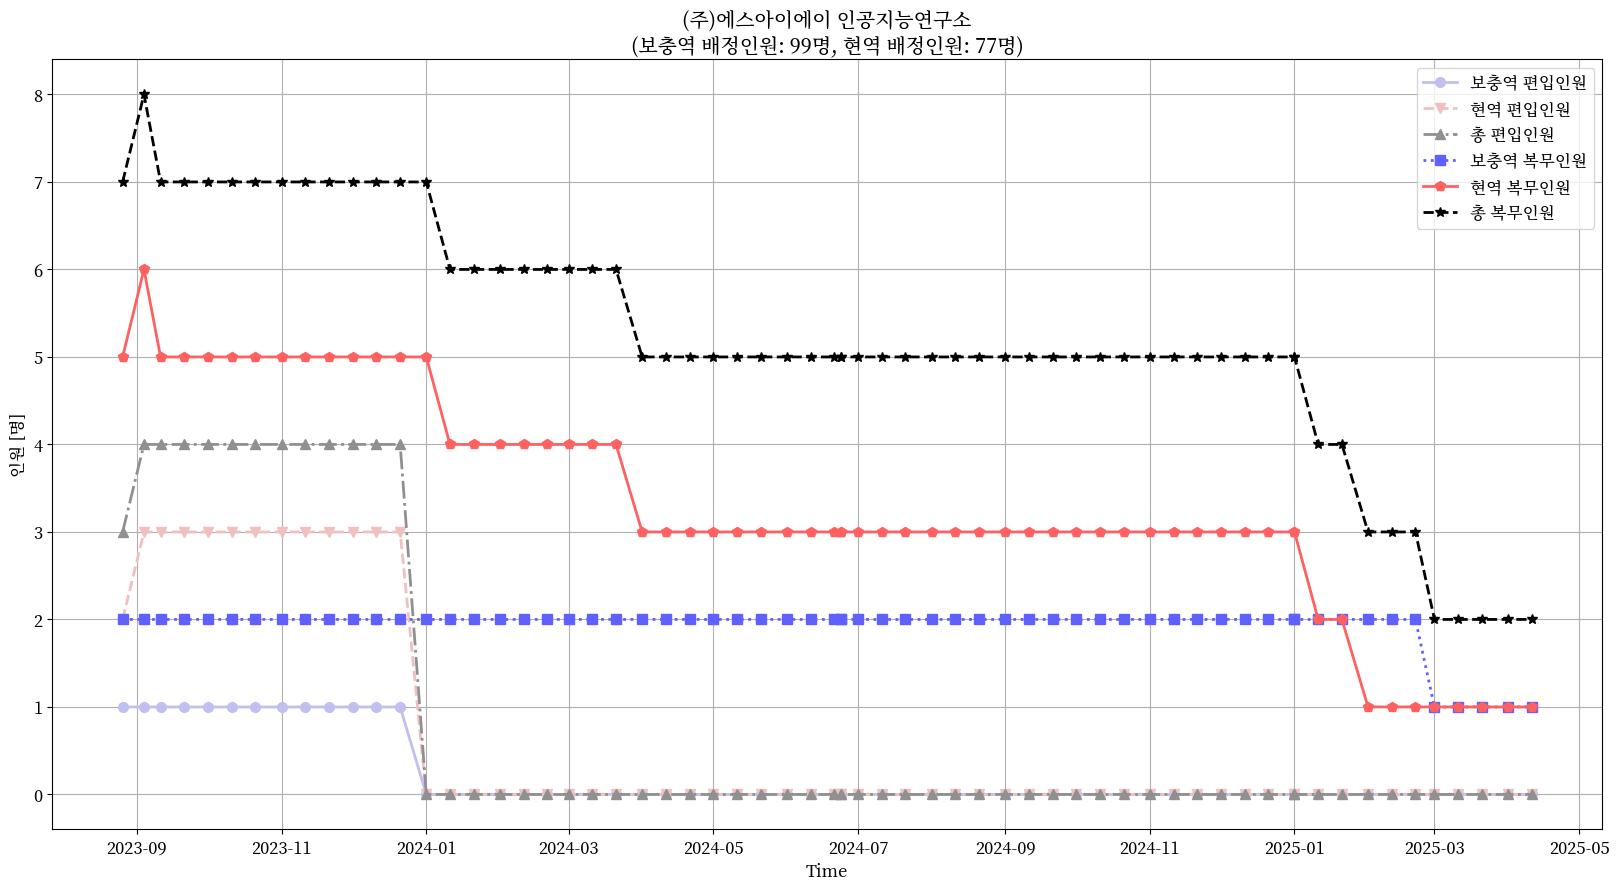 (주)에스아이에이 인공지능연구소
(보충역 배정인원: 99명, 현역 배정인원: 77명)
보충역 편입인원
현역 편입인원
총 편입인원
보충역 복무인원
현역 복무인원
총 복무인원
인원 [명]
8
7
6
5
4
3
2
1
0
2023-09
2023-11
2024-01
2024-03
2024-05
2024-07
2024-09
2024-11
2025-01
2025-03
2025-05
Time